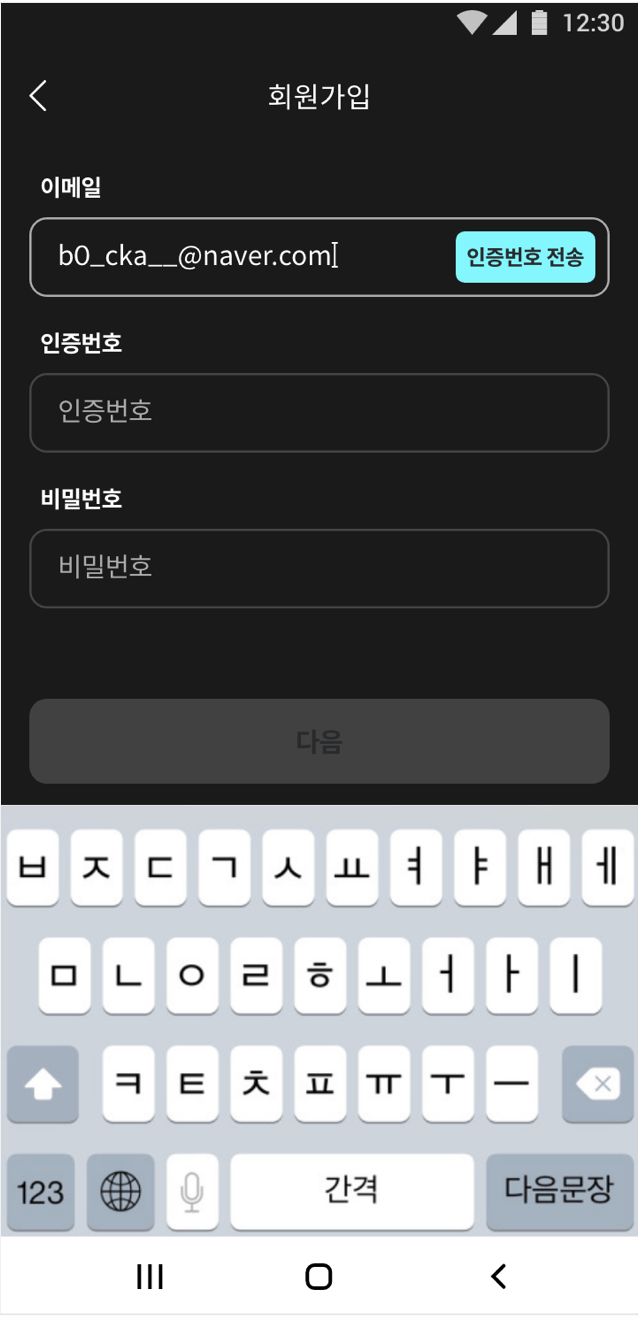 12:30
회원가입
이메일
b0_cka__@naver.com
인증번호 전송
인증번호
인증번호
비밀번호
비밀번호
다음
ㅂ ㅈ ㄷ ㄱ ㅅ ㅛ ㅕ ㅑ ㅐ ㅔ
ㅁ ㄴ ㅇ ㄹ ㅎ ㅗ ㅓ ㅏ ㅣ
ㅋ ㅌ ㅊ ㅍ ㅠ ㅜ ㅡ
123 간격 다음문장